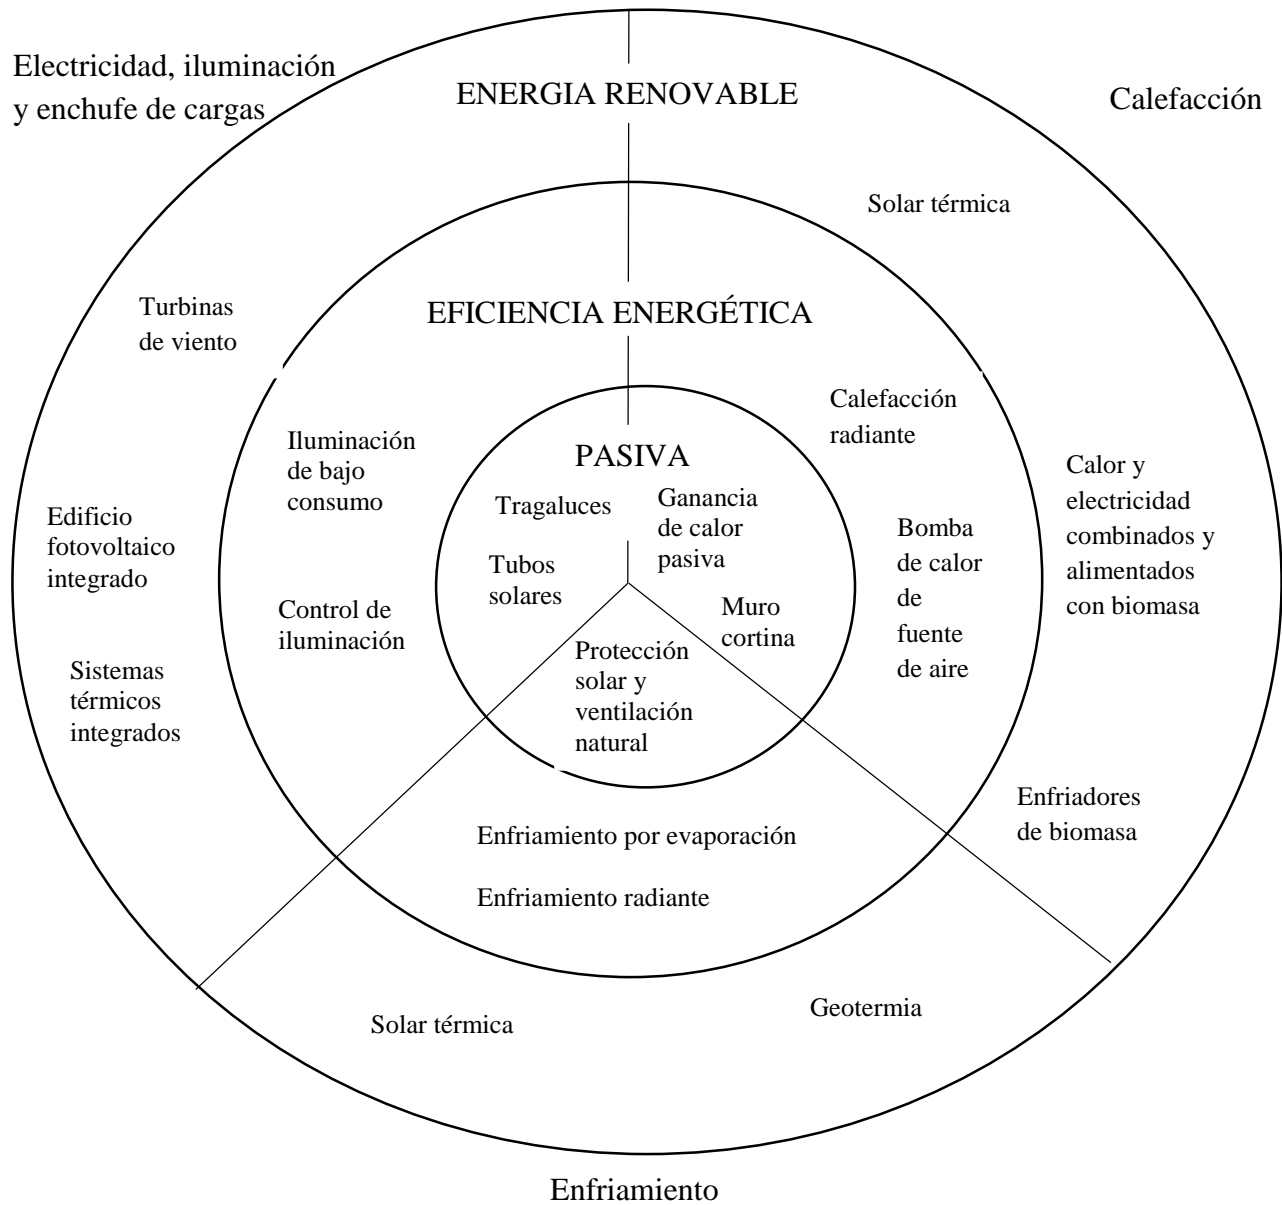 Electricidad, iluminación
y enchufe de cargas
ENERGIA RENOVABLE
Calefacción
Solar térmica
Turbinas
de viento
EFICIENCIA ENERGÉTICA
Calefacción
radiante
Iluminación
de bajo
consumo
PASIVA
Tragaluces
Ganancia
de calor
pasiva
Calor y
electricidad
combinados y
alimentados
con biomasa
Edificio
fotovoltaico
integrado
Bomba
de calor
de
fuente
de aire
Tubos
solares
Control de
iluminación
Muro
cortina
Protección
solar y
ventilación
natural
Sistemas
térmicos
integrados
Enfriadores
de biomasa
Enfriamiento por evaporación
Enfriamiento radiante
Solar térmica
Geotermia
Enfriamiento